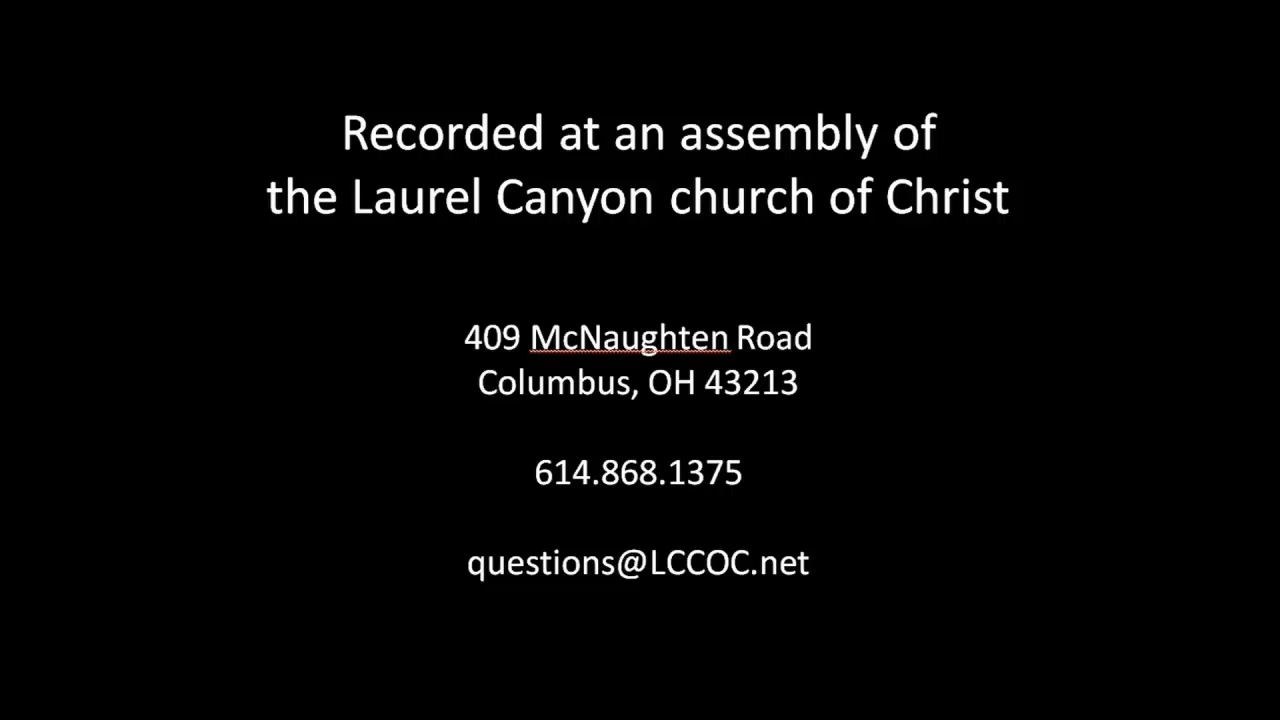 Recorded at an assembly of
the Laurel Canyon church of Christ
409 McNaughten Road
Columbus, OH 43213
614.868.1375
questions@LCCOC.net